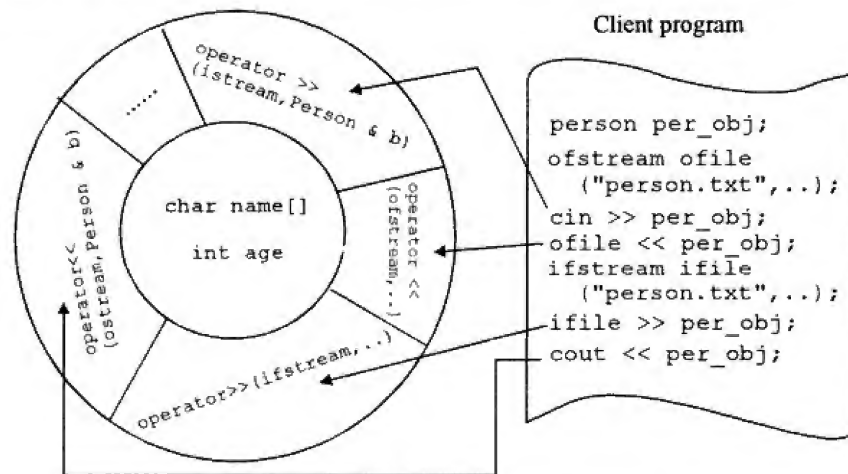 Client program
operator >>
(istream,Person & b)
......
operator<<
(ostream,Person & b)
char name[]
int age
operator <<
(ofstream,..)
operator>>(ifstream,..)
person per_obj;
ofstream ofile
("person.txt",..);
cin >> per_obj;
ofile << per_obj;
ifstream ifile
("person.txt",..);
ifile >> per_obj;
cout << per_obj;